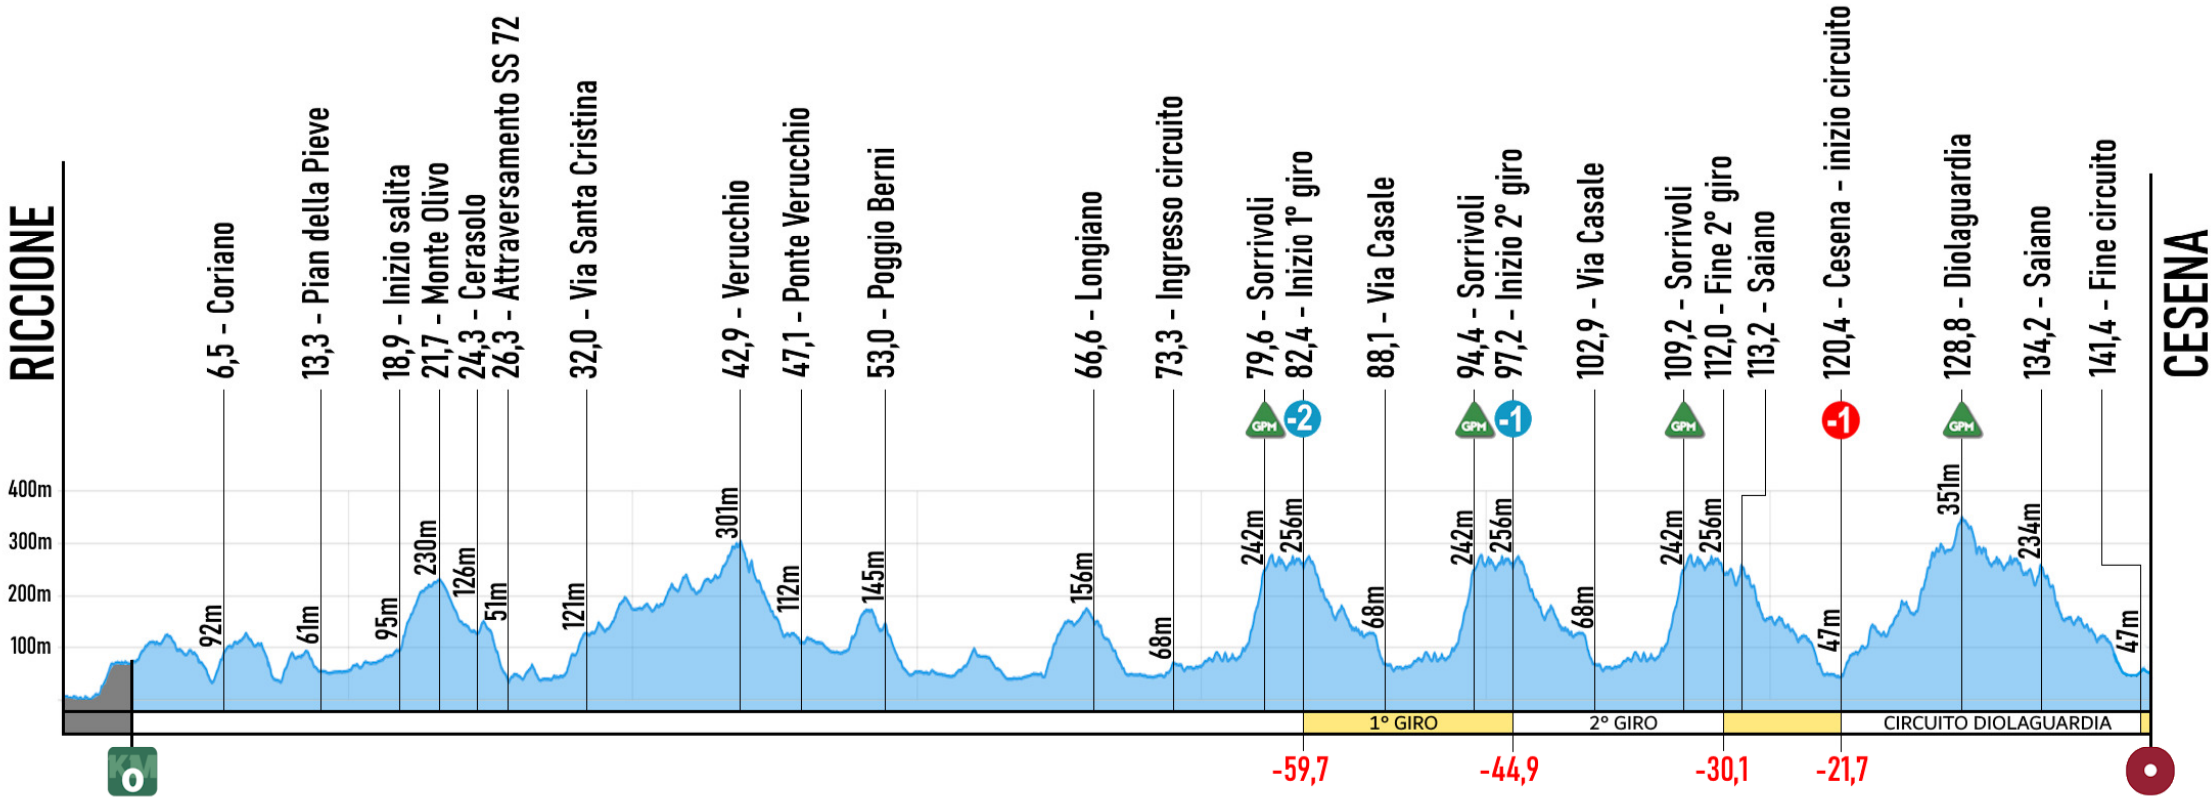 RICCIONE
6,5 - Coriano
13,3 - Pian della Pieve
18,9 - Inizio salita
21,7 - Monte Olivo
24,3 - Cerasolo
26,3 - Attraversamento SS 72
32,0 - Via Santa Cristina
42,9 - Verucchio
47,1 - Ponte Verucchio
53,0 - Poggio Berni
66,6 - Longiano
73,3 - Ingresso circuito
79,6 - Sorrivoli
82,4 - Inizio 1° giro
88,1 - Via Casale
94,4 - Sorrivoli
97,2 - Inizio 2° giro
102,9 - Via Casale
109,2 - Sorrivoli
112,0 - Fine 2° giro
113,2 - Saiano
120,4 - Cesena - inizio circuito
128,8 - Diolaguardia
134,2 - Saiano
141,4 - Fine circuito
CESENA
GPM
-2
GPM
-1
GPM
-1
GPM
400m
300m
200m
100m
92m
61m
95m
230m
126m
51m
121m
301m
112m
145m
156m
68m
242m
256m
68m
242m
256m
68m
242m
256m
47m
351m
234m
47m
1° GIRO
2° GIRO
CIRCUITO DIOLAGUARDIA
KM
0
-59,7
-44,9
-30,1
-21,7